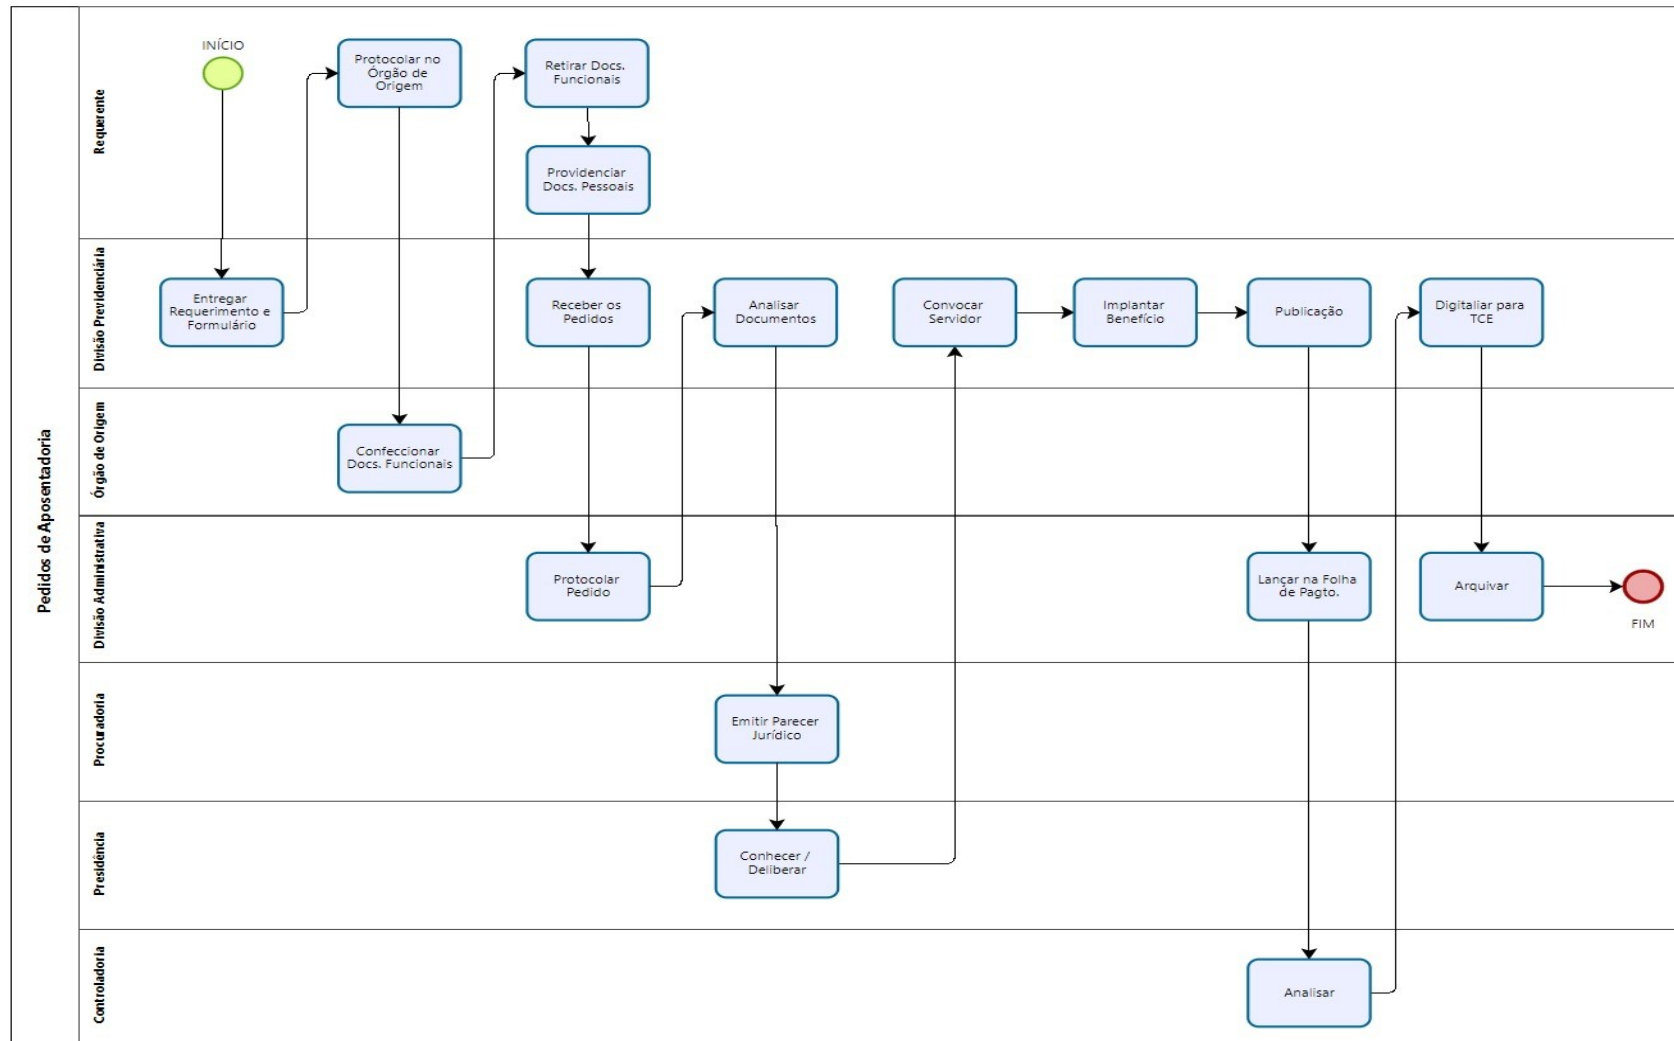 Pedidos de Aposentadoria
Requerente
INÍCIO
Protocolar no
Órgão de
Origem
Retirar Docs.
Funcionais
Providenciar
Docs. Pessoais
Divisão Previdenciária
Entregar
Requerimento e
Formulário
Receber os
Pedidos
Analisar
Documentos
Convocar
Servidor
Implantar
Benefício
Publicação
Digitaliar para
TCE
Órgão de Origem
Confeccionar
Docs. Funcionais
Divisão Administrativa
Protocolar
Pedido
Lançar na Folha
de Pagto.
Arquivar
FIM
Procuradoria
Emitir Parecer
Jurídico
Presidência
Conhecer /
Deliberar
Controladoria
Analisar